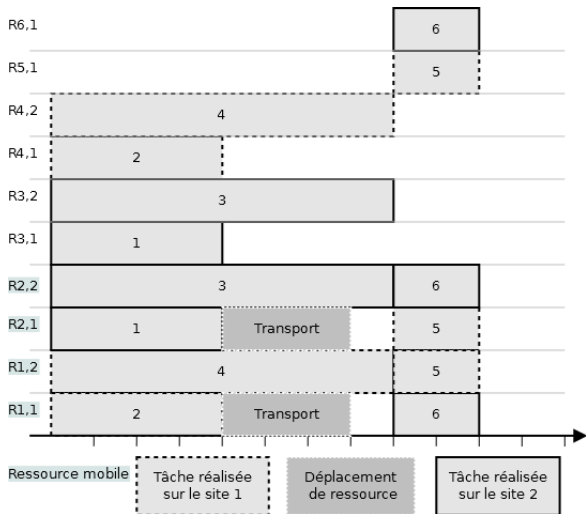 R6,1 6
R5,1 5
R4,2 4
R4,1 2
R3,2 3
R3,1 1
R2,2 3 6
R2,1 1 Transport 5
R1,2 4 5
R1,1 2 Transport 6
Ressource mobile
Tâche réalisée
sur le site 1
Déplacement
de ressource
Tâche réalisée
sur le site 2